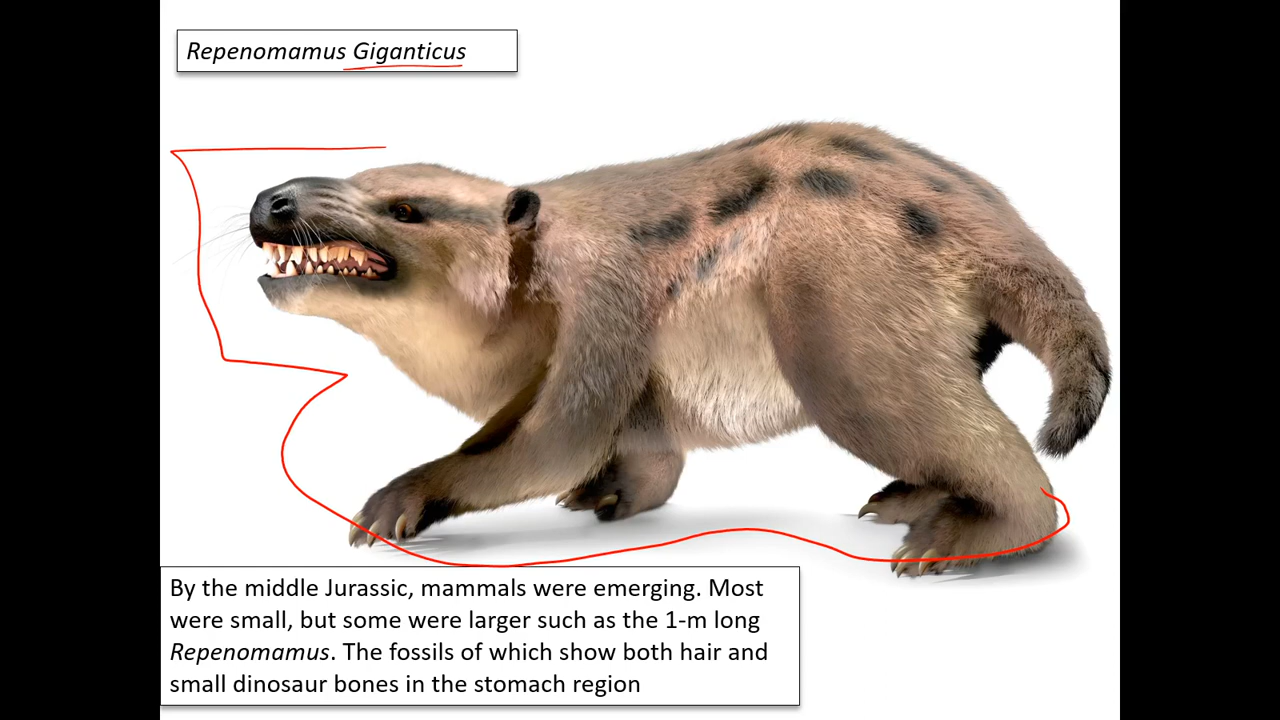 Repenomamus Giganticus
By the middle Jurassic, mammals were emerging. Most
were small, but some were larger such as the 1-m long
Repenomamus. The fossils of which show both hair and
small dinosaur bones in the stomach region